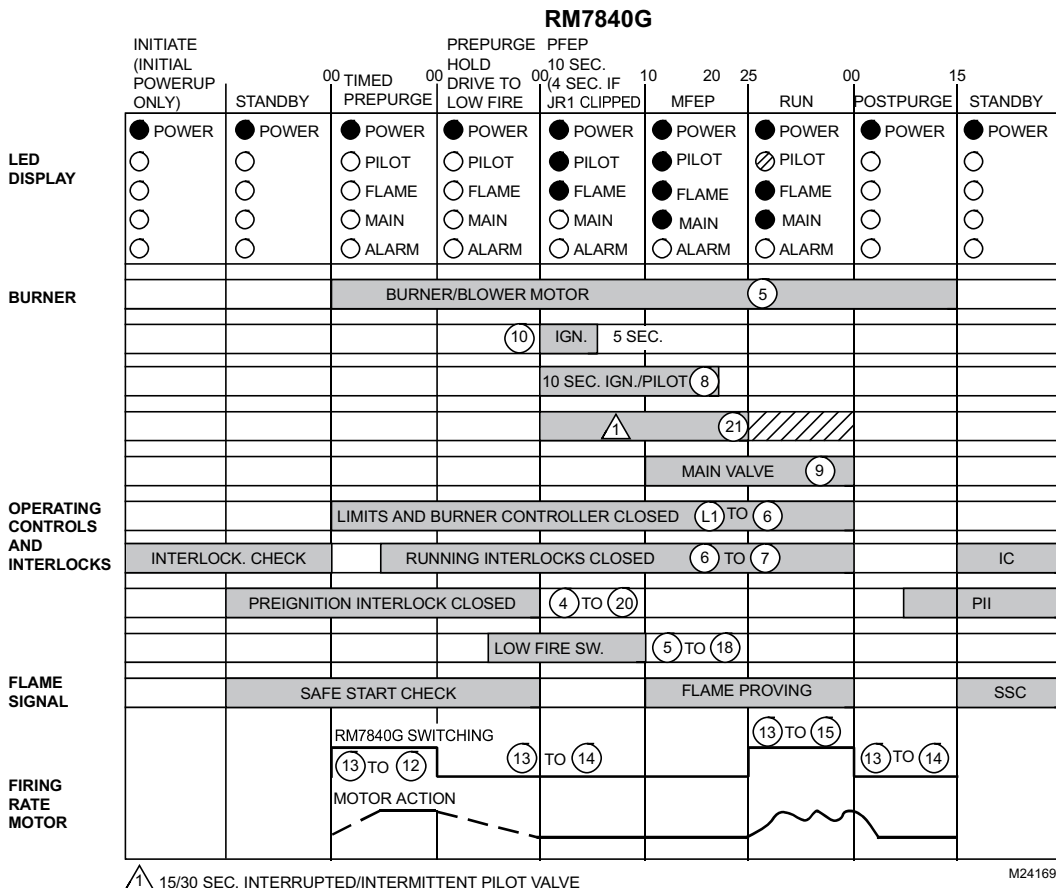 RM7840G
INITIATE
(INITIAL
POWERUP
ONLY)
STANDBY
00 TIMED
PREPURGE
00
PREPURGE
HOLD
DRIVE TO
LOW FIRE
00
PFEP
10 SEC.
(4 SEC. IF
JR1 CLIPPED
10 20 25
MFEP
RUN
00
POSTPURGE
15
STANDBY
LED
DISPLAY
POWER POWER POWER POWER POWER POWER POWER POWER POWER
PILOT PILOT PILOT PILOT PILOT
FLAME FLAME FLAME FLAME FLAME
MAIN MAIN MAIN MAIN MAIN
ALARM ALARM ALARM ALARM ALARM
BURNER
BURNER/BLOWER MOTOR 5
10 IGN. 5 SEC.
10 SEC. IGN./PILOT 8
1 21
MAIN VALVE 9
OPERATING
CONTROLS
AND
INTERLOCKS
LIMITS AND BURNER CONTROLLER CLOSED L1 TO 6
INTERLOCK. CHECK RUNNING INTERLOCKS CLOSED 6 TO 7 IC
PREIGNITION INTERLOCK CLOSED 4 TO 20 PII
LOW FIRE SW. 5 TO 18
FLAME
SIGNAL
SAFE START CHECK FLAME PROVING SSC
FIRING
RATE
MOTOR
RM7840G SWITCHING
13 TO 12 13 TO 14 13 TO 15 13 TO 14
MOTOR ACTION
1 15/30 SEC. INTERRUPTED/INTERMITTENT PILOT VALVE
M24169